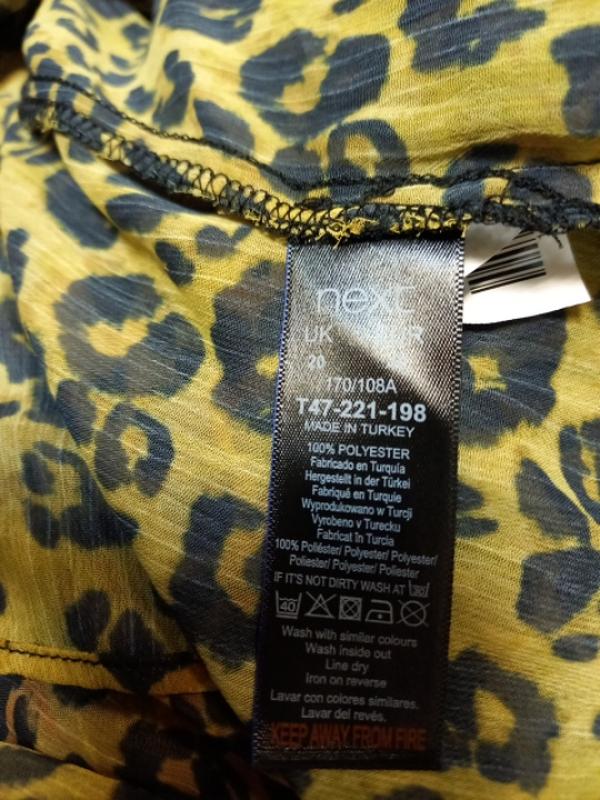 next
UK
20
170/108A
T47-221-198
MADE IN TURKEY
100% POLYESTER
Fabricado en Turquía
Hergestellt in der Türkei
Fabriqué en Turquie
Wyprodukowano w Turcji
Vyrobeno v Turecku
Fabricat în Turcia
100% Poliéster/ Polyester/ Polyester/
Poliester/ Polyester/ Poliester
IF IT'S NOT DIRTY WASH AT
40
Wash with similar colours
Wash inside out
Line dry
Iron on reverse
Lavar con colores similares.
Lavar del revés.
KEEP AWAY FROM FIRE